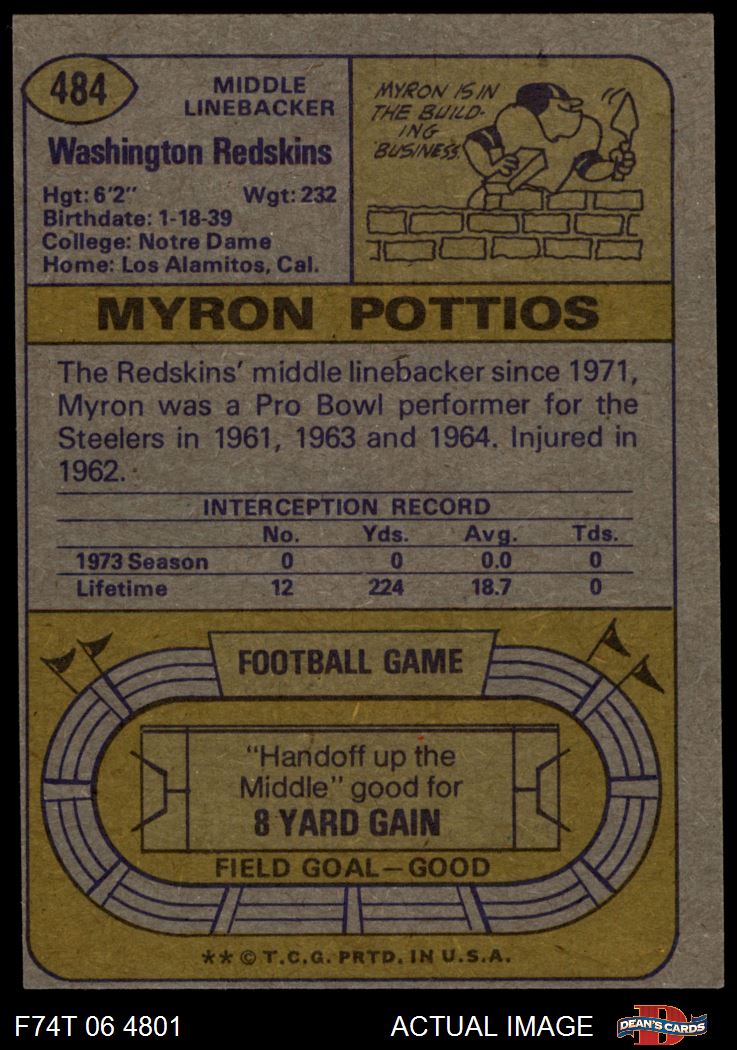 484
MIDDLE
LINEBACKER
Washington Redskins
Hgt: 6'2" Wgt: 232
Birthdate: 1-18-39
College: Notre Dame
Home: Los Alamitos, Cal.
MYRON IS IN
THE BUILD-
ING
BUSINESS.
MYRON POTTIOS
The Redskins' middle linebacker since 1971,
Myron was a Pro Bowl performer for the
Steelers in 1961, 1963 and 1964. Injured in
1962.
INTERCEPTION RECORD
No. Yds. Avg. Tds.
1973 Season 0 0 0.0 0
Lifetime 12 224 18.7 0
FOOTBALL GAME
"Handoff up the
Middle" good for
8 YARD GAIN
FIELD GOAL—GOOD
** © T.C.G. PRTD. IN U.S.A.
F74T 06 4801 ACTUAL IMAGE
D
DEAN'S CARDS